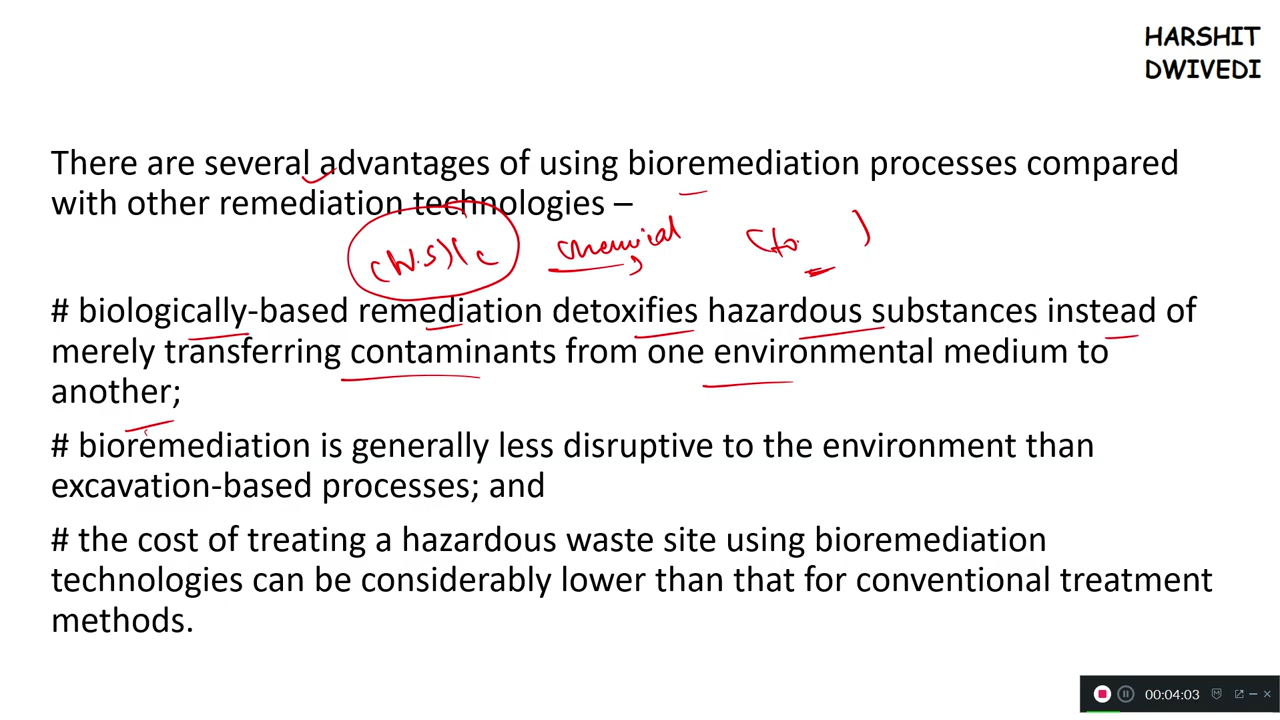 HARSHIT
DWIVEDI
There are several advantages of using bioremediation processes compared
with other remediation technologies –
chemical
# biologically-based remediation detoxifies hazardous substances instead of
merely transferring contaminants from one environmental medium to
another;
# bioremediation is generally less disruptive to the environment than
excavation-based processes; and
# the cost of treating a hazardous waste site using bioremediation
technologies can be considerably lower than that for conventional treatment
methods.
00:04:03